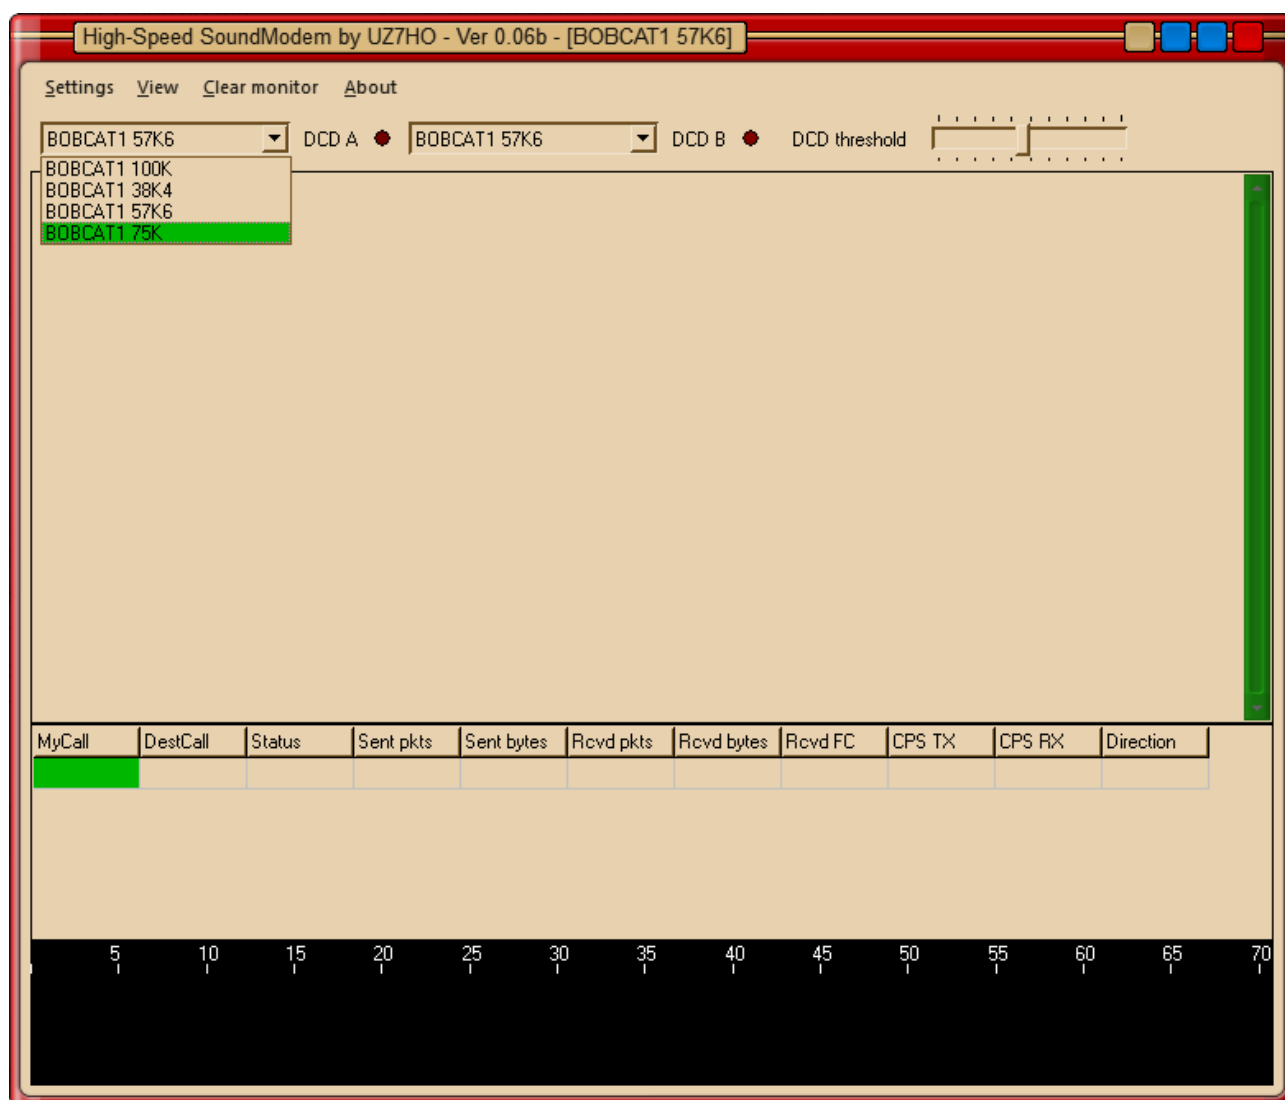 High-Speed SoundModem by UZ7HO - Ver 0.06b - [BOBCAT1 57K6]
Settings View Clear monitor About
BOBCAT1 57K6 DCD A BOBCAT1 57K6 DCD B DCD threshold
BOBCAT1 100K
BOBCAT1 38K4
BOBCAT1 57K6
BOBCAT1 75K
MyCall DestCall Status Sent pkts Sent bytes Rcvd pkts Rcvd bytes Rcvd FC CPS TX CPS RX Direction
5 10 15 20 25 30 35 40 45 50 55 60 65 70